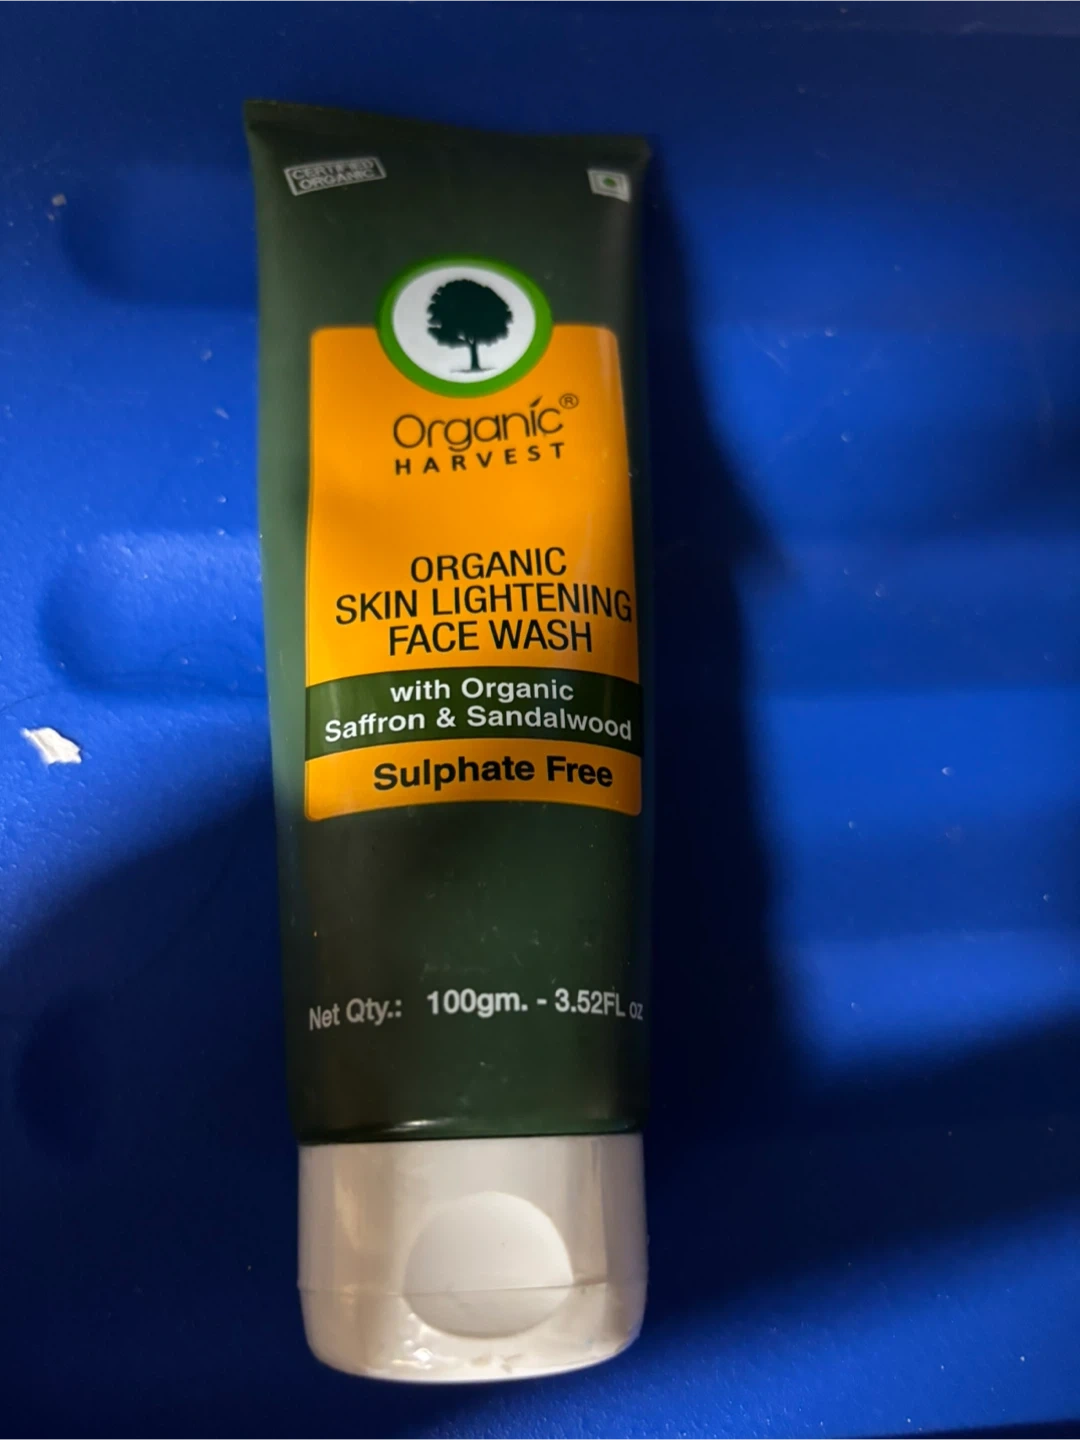 CERTIFIED
ORGANIC
Organic®
HARVEST
ORGANIC
SKIN LIGHTENING
FACE WASH
with Organic
Saffron & Sandalwood
Sulphate Free
Net Qty.: 100gm. - 3.52FL oz